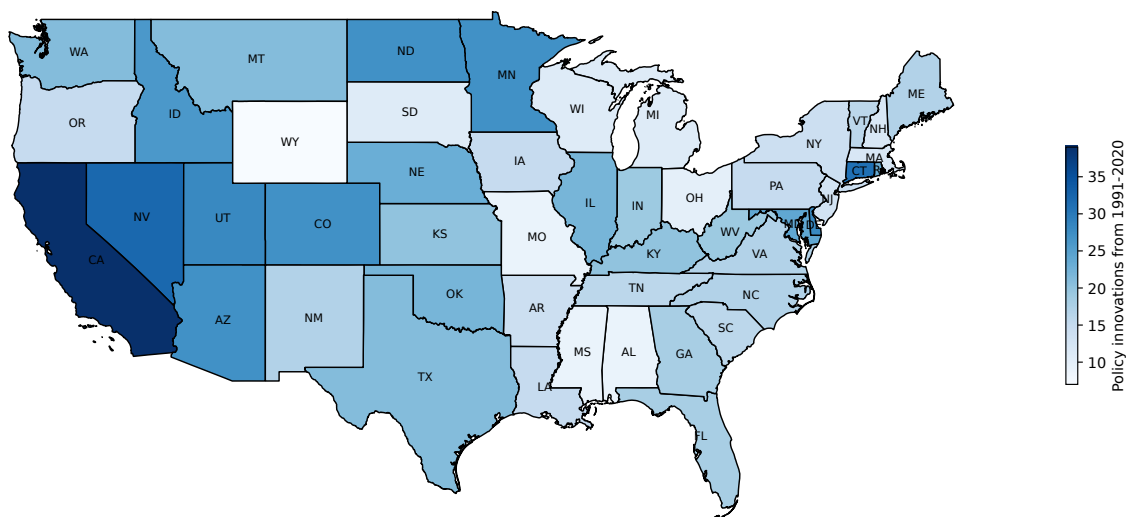 WA
MT
ND
MN
ME
VT
NH
ID
WI
MI
OR
SD
NY
WY
MA
CT
IA
PA
NE
OH
NJ
IL
IN
NV
UT
CO
MD
DE
KS
MO
WV
VA
KY
CA
TN
NC
OK
AZ
NM
AR
SC
MS
AL
GA
TX
LA
FL
35
30
25
20
15
10
Policy innovations from 1991-2020